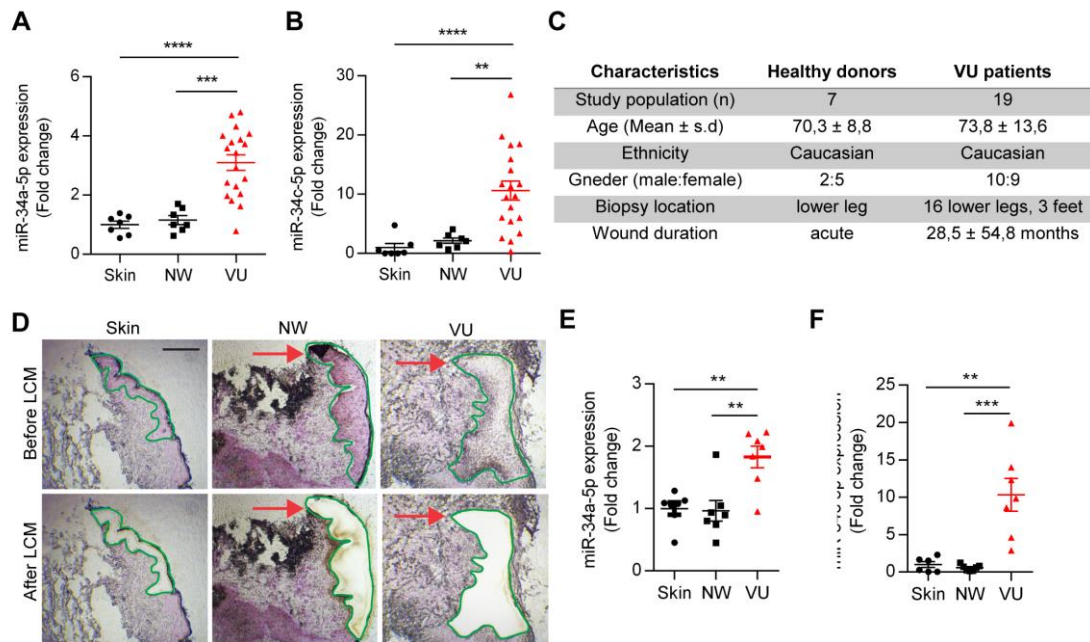 A
****
***
miR-34a-5p expression
(Fold change)
6
4
2
0
Skin NW VU
B
****
**
miR-34c-5p expression
(Fold change)
30
20
10
0
Skin NW VU
C
Characteristics Healthy donors VU patients
Study population (n) 7 19
Age (Mean ± s.d) 70,3 ± 8,8 73,8 ± 13,6
Ethnicity Caucasian Caucasian
Gneder (male:female) 2:5 10:9
Biopsy location lower leg 16 lower legs, 3 feet
Wound duration acute 28,5 ± 54,8 months
D
Skin NW VU
Before LCM
After LCM
E
**
**
miR-34a-5p expression
(Fold change)
3
2
1
0
Skin NW VU
F
**
***
expression
(Fold change)
25
20
15
10
5
0
Skin NW VU